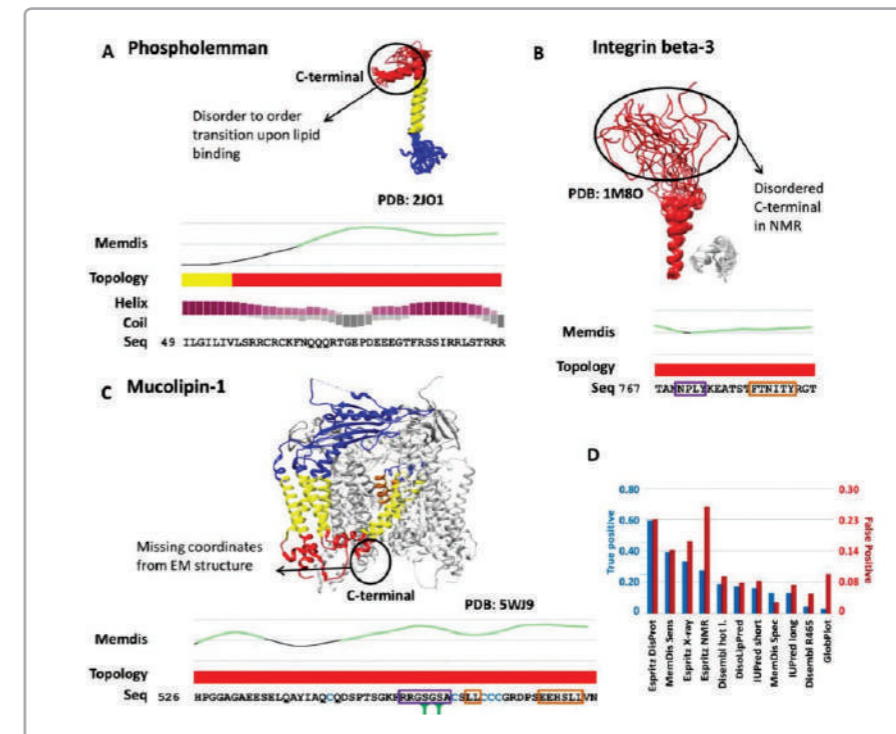 A Phospholemman
C-terminal
Disorder to order
transition upon lipid
binding
PDB: 2JO1
Memdis
Topology
Helix
Coil
Seq 49 ILGILIVLSRRCRCKFNQQQRTGEPDEEEGTFRSSIRRLSTRRR
B Integrin beta-3
PDB: 1M8O
Disordered
C-terminal
in NMR
Memdis
Topology
Seq 767 TANNPLYKEATSTFTNITYRGT
C Mucolipin-1
Missing coordinates
from EM structure
C-terminal
PDB: 5WJ9
Memdis
Topology
Seq 526 HPGGAGAEESELQAYIAQCQDSPTSGKFRRGSGSACSLLCCCGRDPSEEHSLLVN
D
0.80 0.30
0.60 0.23
0.40 0.14
0.20 0.08
0 0
True positive
False Positive
Espritz DisProt
MemDis Sens
Espritz X-ray
Espritz NMR
Disembl hot l.
DisoLipPred
IUPred short
MemDis Spec
IUPred long
Disembl R465
GlobPlot